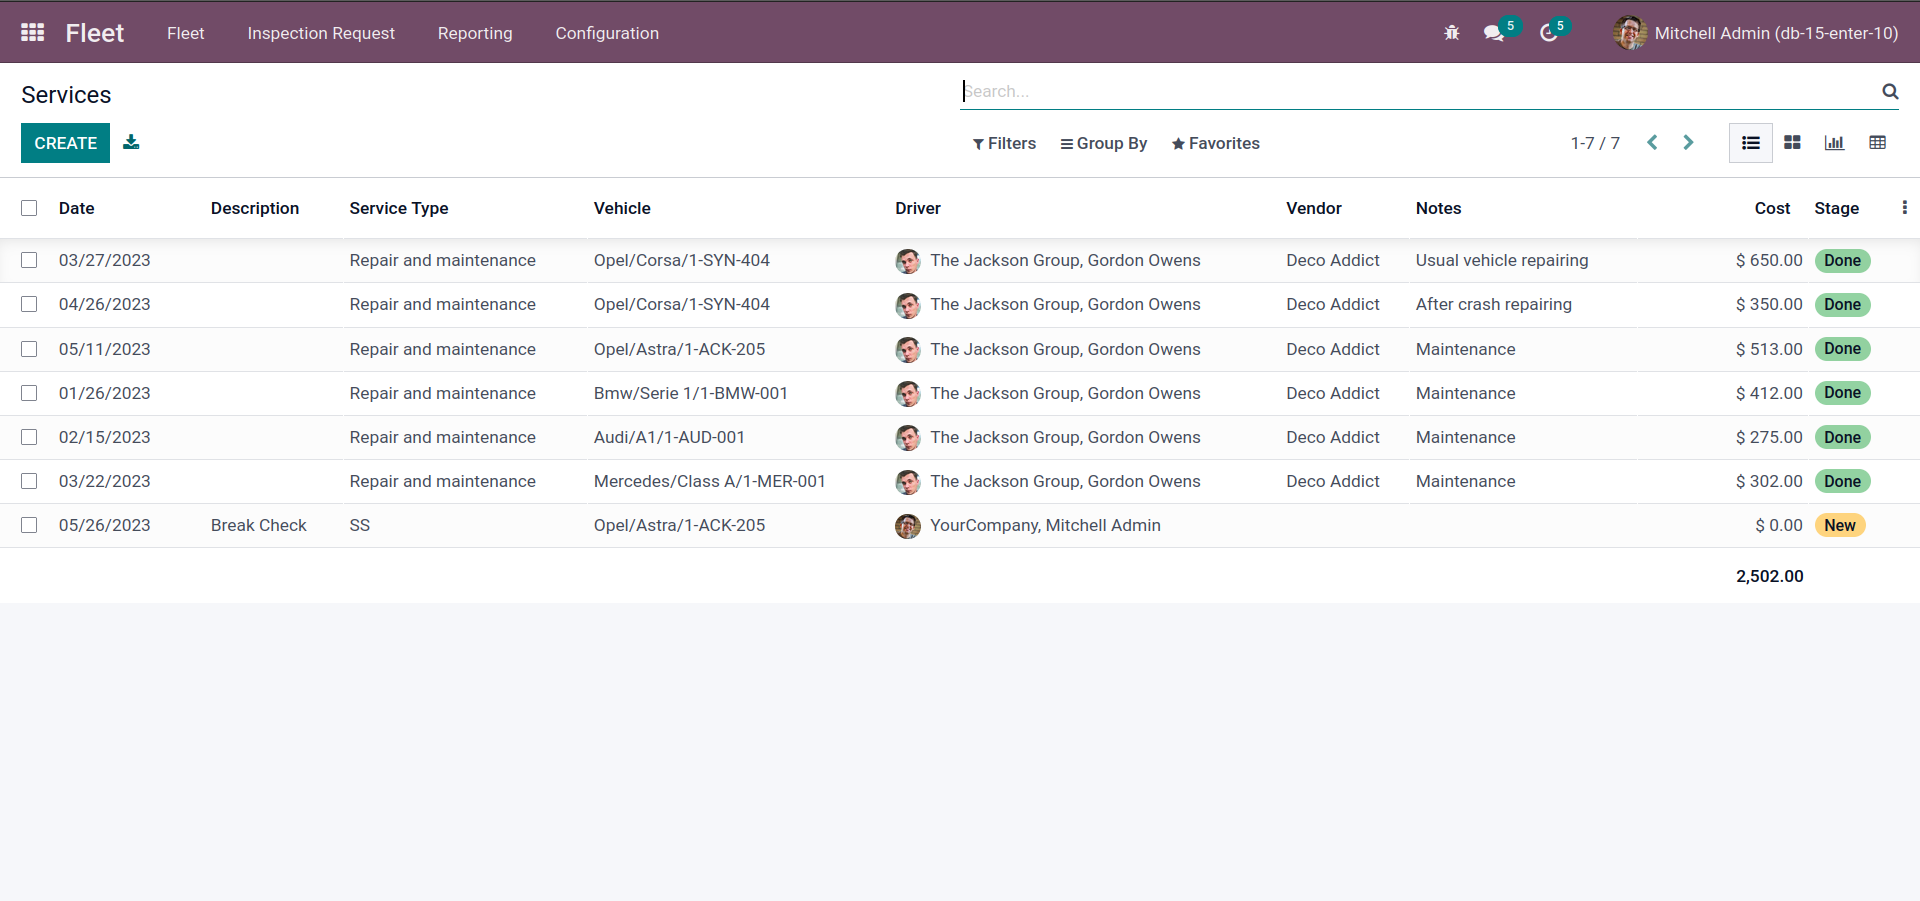 Fleet Fleet Inspection Request Reporting Configuration 5 5 Mitchell Admin (db-15-enter-10)
Services Search...
CREATE Filters Group By Favorites 1-7 / 7
Date Description Service Type Vehicle Driver Vendor Notes Cost Stage
03/27/2023 Repair and maintenance Opel/Corsa/1-SYN-404 The Jackson Group, Gordon Owens Deco Addict Usual vehicle repairing $ 650.00 Done
04/26/2023 Repair and maintenance Opel/Corsa/1-SYN-404 The Jackson Group, Gordon Owens Deco Addict After crash repairing $ 350.00 Done
05/11/2023 Repair and maintenance Opel/Astra/1-ACK-205 The Jackson Group, Gordon Owens Deco Addict Maintenance $ 513.00 Done
01/26/2023 Repair and maintenance Bmw/Serie 1/1-BMW-001 The Jackson Group, Gordon Owens Deco Addict Maintenance $ 412.00 Done
02/15/2023 Repair and maintenance Audi/A1/1-AUD-001 The Jackson Group, Gordon Owens Deco Addict Maintenance $ 275.00 Done
03/22/2023 Repair and maintenance Mercedes/Class A/1-MER-001 The Jackson Group, Gordon Owens Deco Addict Maintenance $ 302.00 Done
05/26/2023 Break Check SS Opel/Astra/1-ACK-205 YourCompany, Mitchell Admin $ 0.00 New
2,502.00